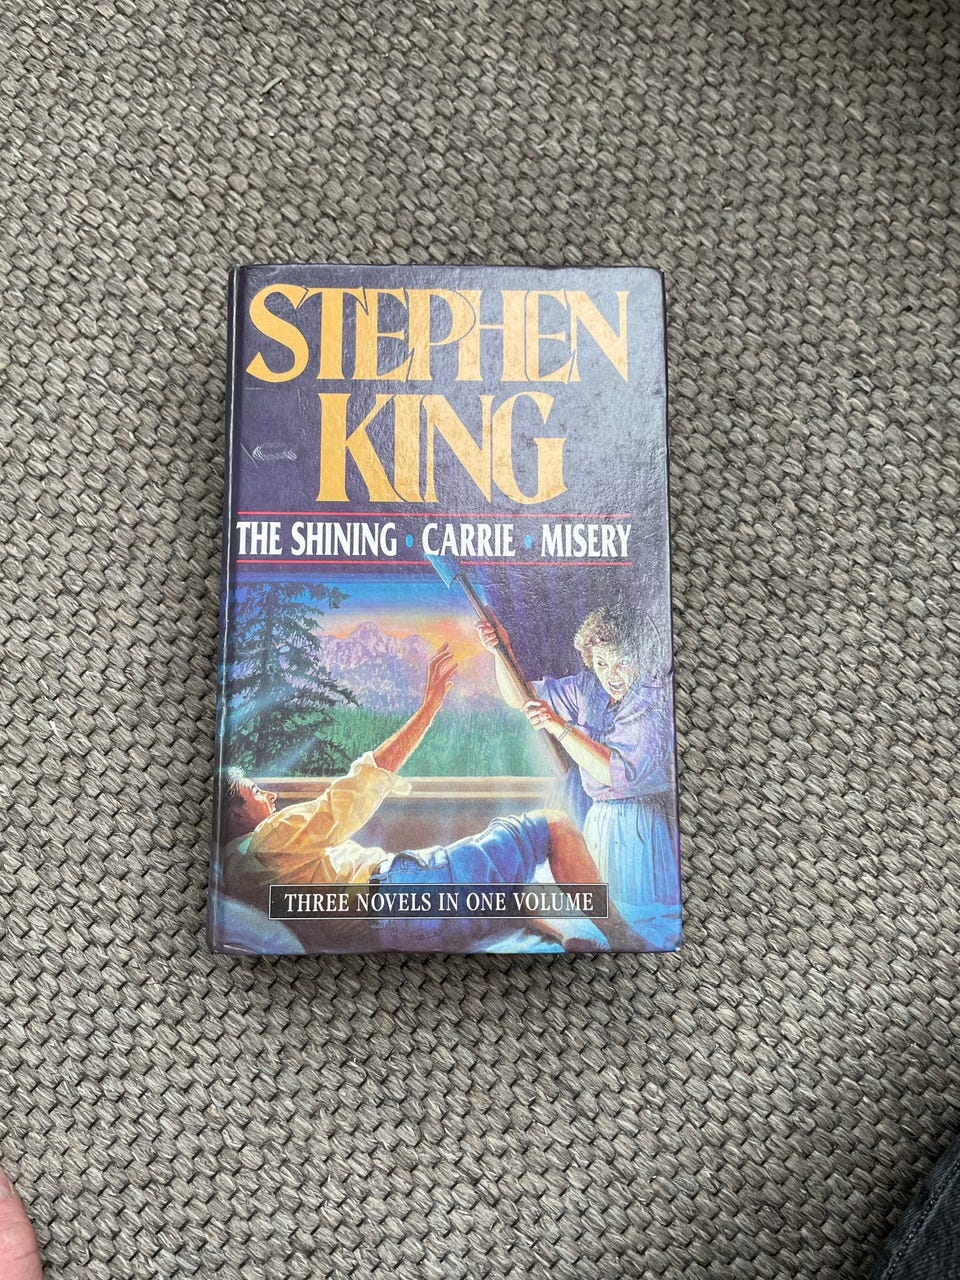 STEPHEN
KING
THE SHINING • CARRIE • MISERY
THREE NOVELS IN ONE VOLUME